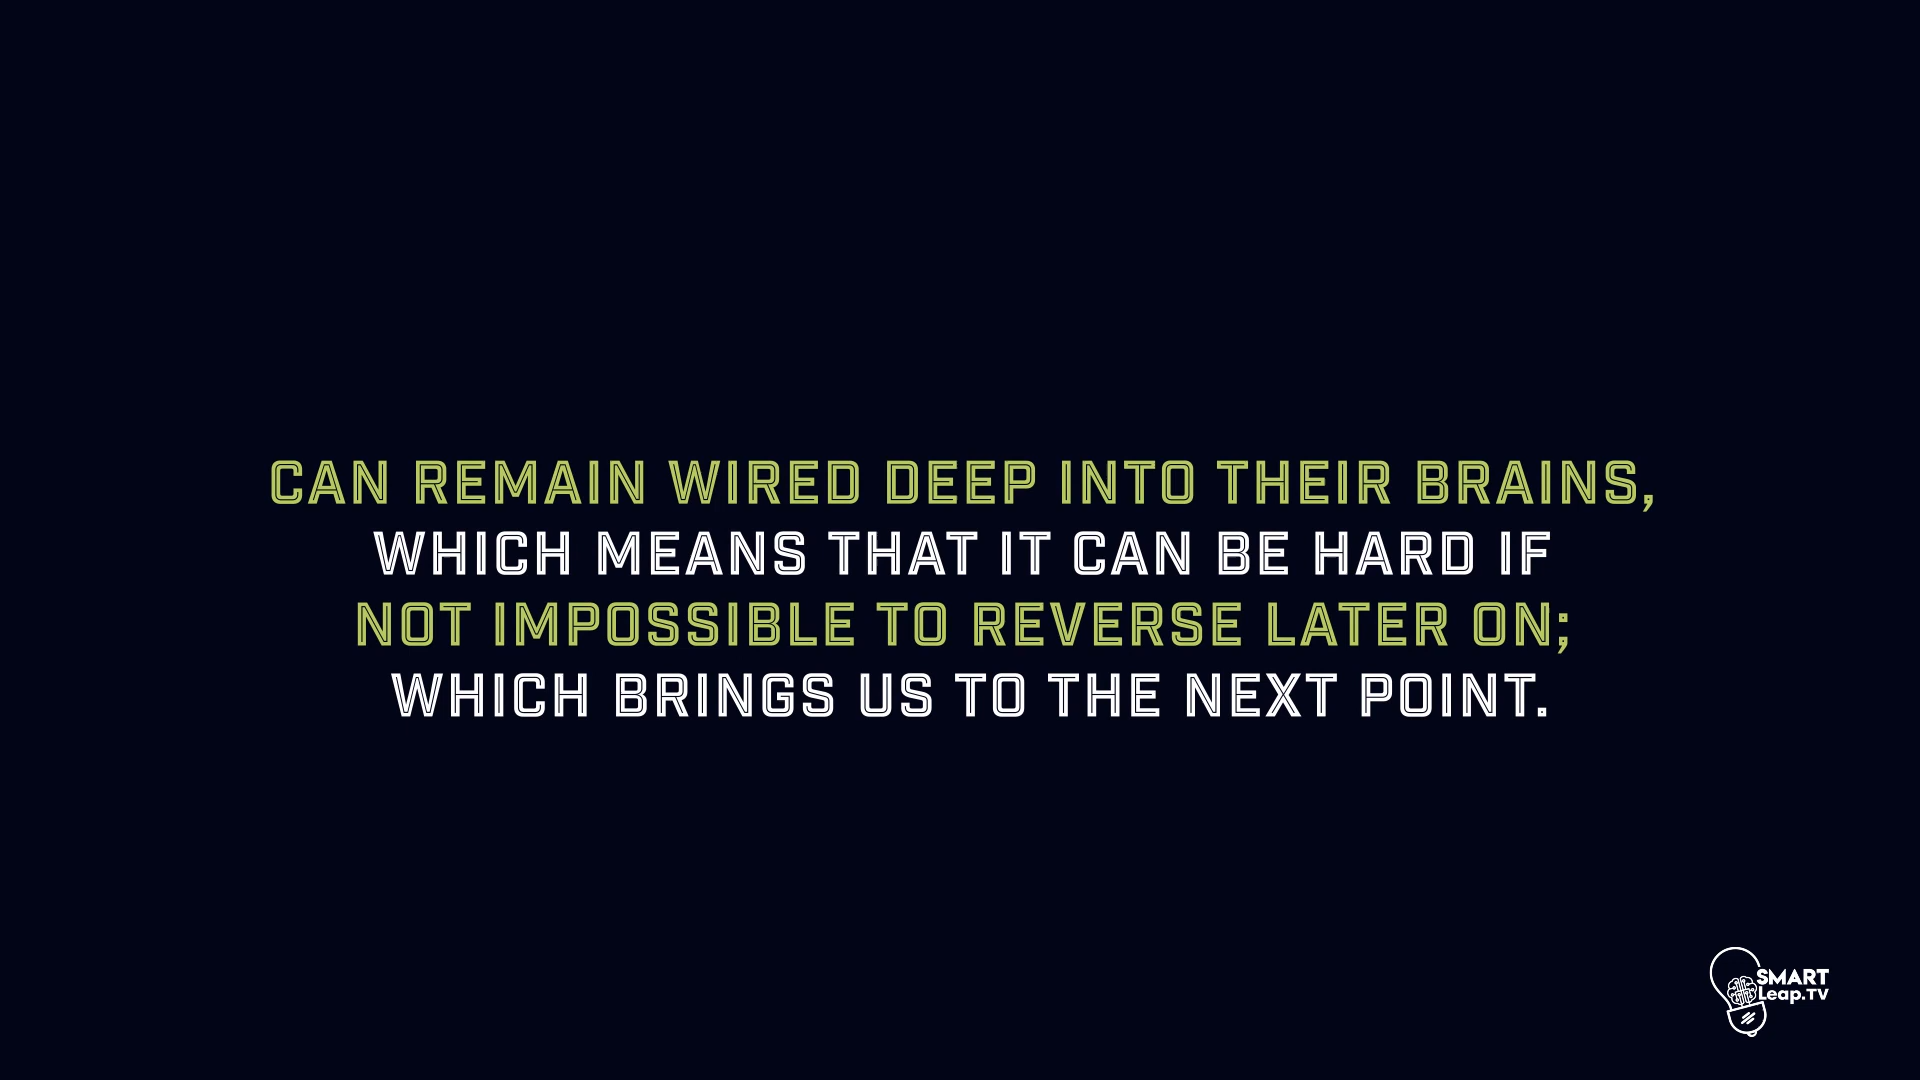 CAN REMAIN WIRED DEEP INTO THEIR BRAINS,
WHICH MEANS THAT IT CAN BE HARD IF
NOT IMPOSSIBLE TO REVERSE LATER ON;
WHICH BRINGS US TO THE NEXT POINT.
SMART
Leap.TV